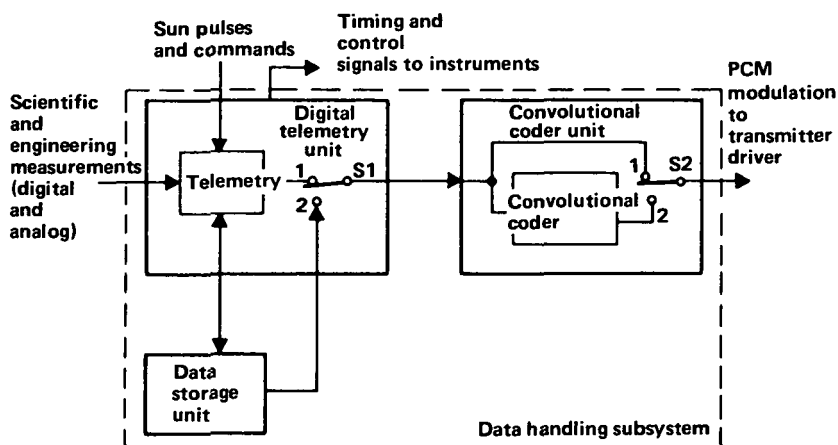 Sun pulses
and commands
Timing and
control
signals to instruments
PCM
modulation
to
transmitter
driver
Scientific
and
engineering
measurements
(digital
and
analog)
Digital
telemetry
unit
Telemetry
1
S1
2
Convolutional
coder unit
1
S2
Convolutional
coder
2
Data
storage
unit
Data handling subsystem